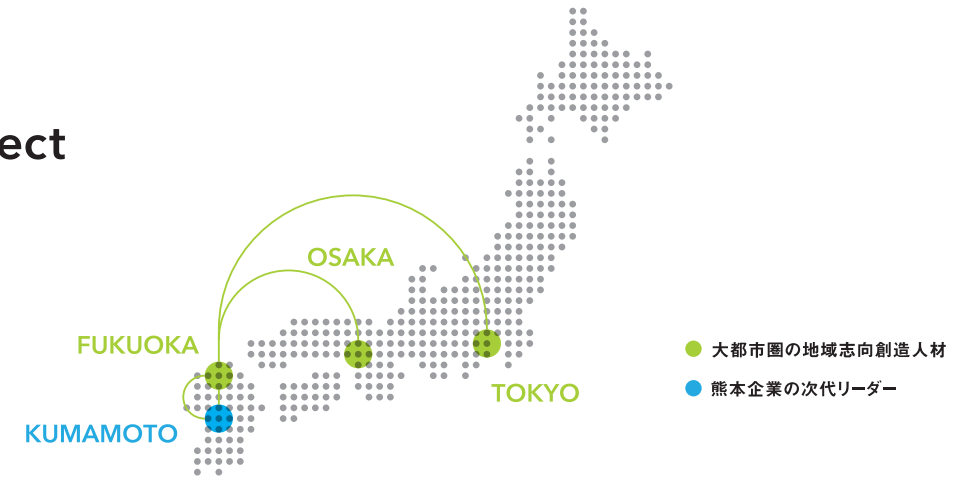 ect
OSAKA
FUKUOKA
TOKYO
KUMAMOTO
大都市圏の地域志向創造人材
熊本企業の次代リーダー